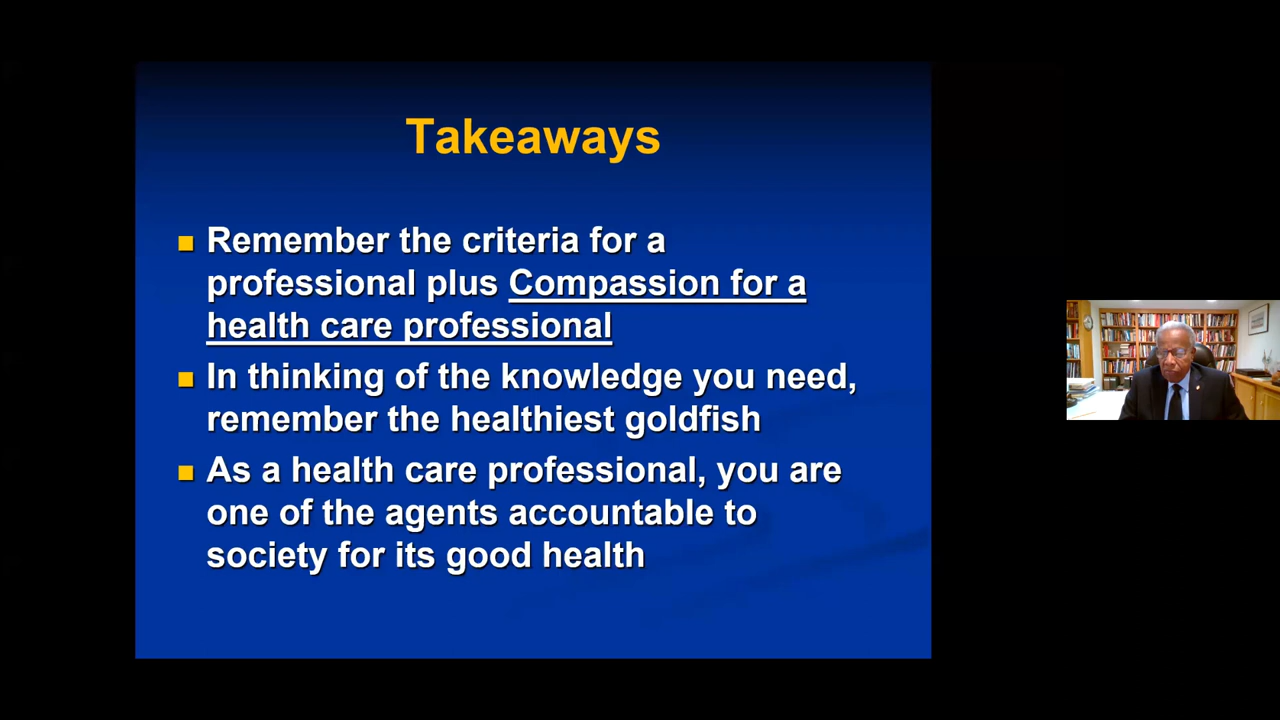 Takeaways
Remember the criteria for a
professional plus Compassion for a
health care professional
In thinking of the knowledge you need,
remember the healthiest goldfish
As a health care professional, you are
one of the agents accountable to
society for its good health